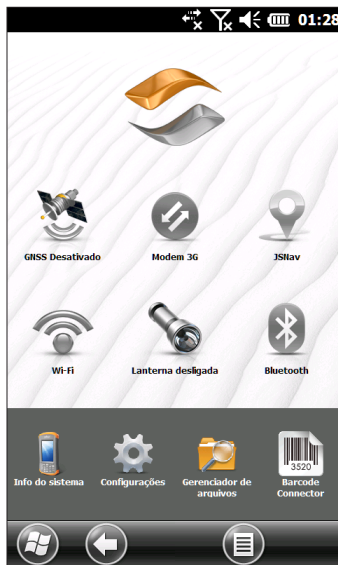 01:28
GNSS Desativado
Modem 3G
JSNav
Wi-Fi
Lanterna desligada
Bluetooth
3520
Info do sistema
Configurações
Gerenciador de
arquivos
Barcode
Connector